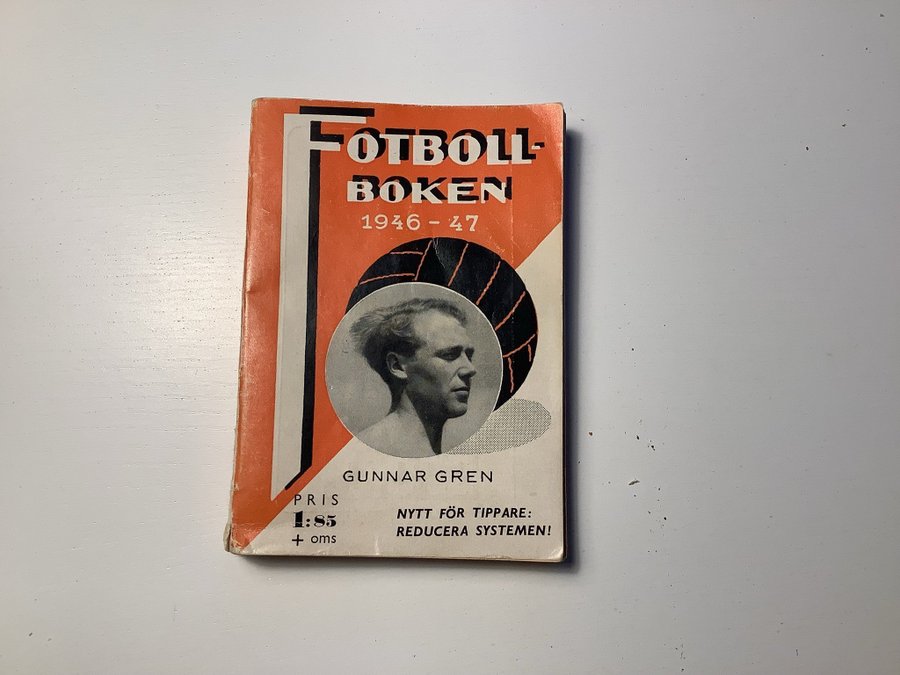 FOTBOLL-
BOKEN
1946-47
GUNNAR GREN
PRIS
1:85
+ oms
NYTT FÖR TIPPARE:
REDUCERA SYSTEMEN!